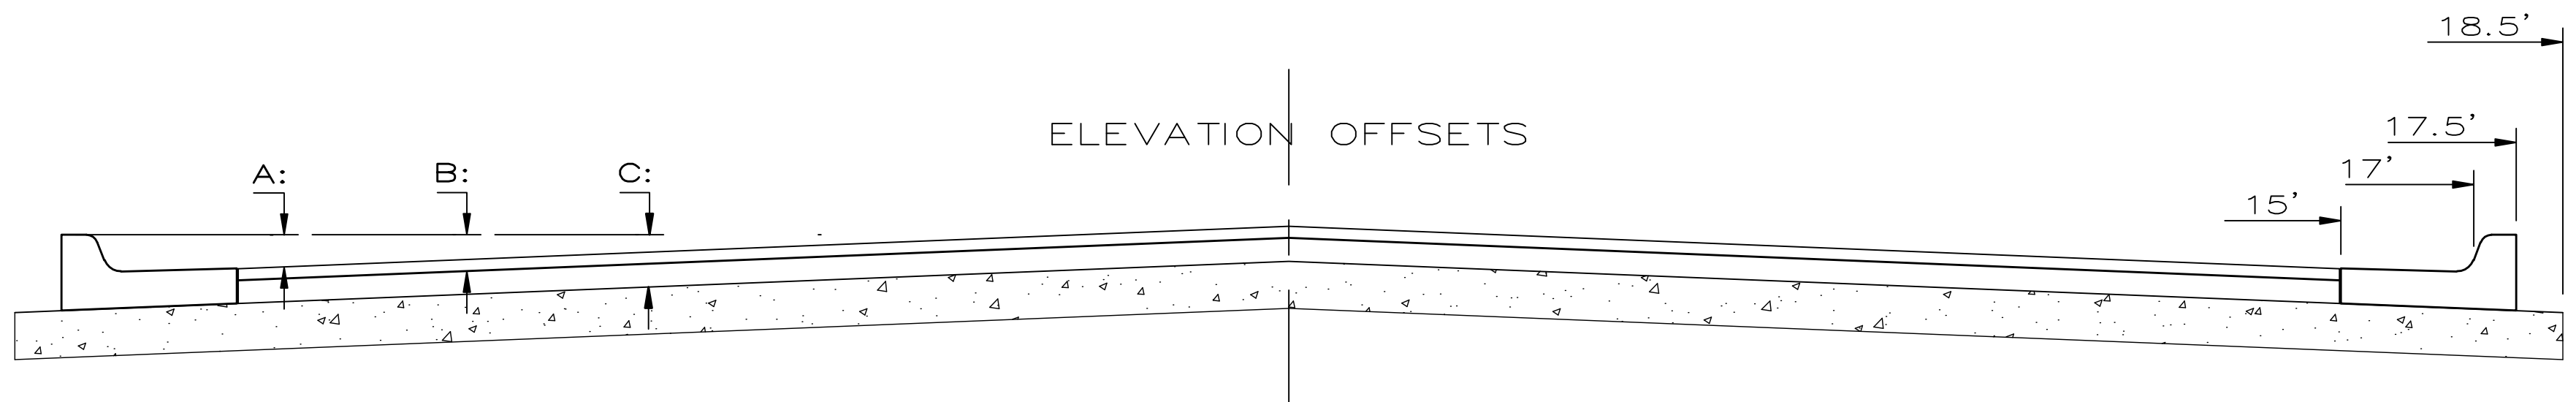 18.5'
ELEVATION OFFSETS
17.5'
17'
A: B: C:
15'